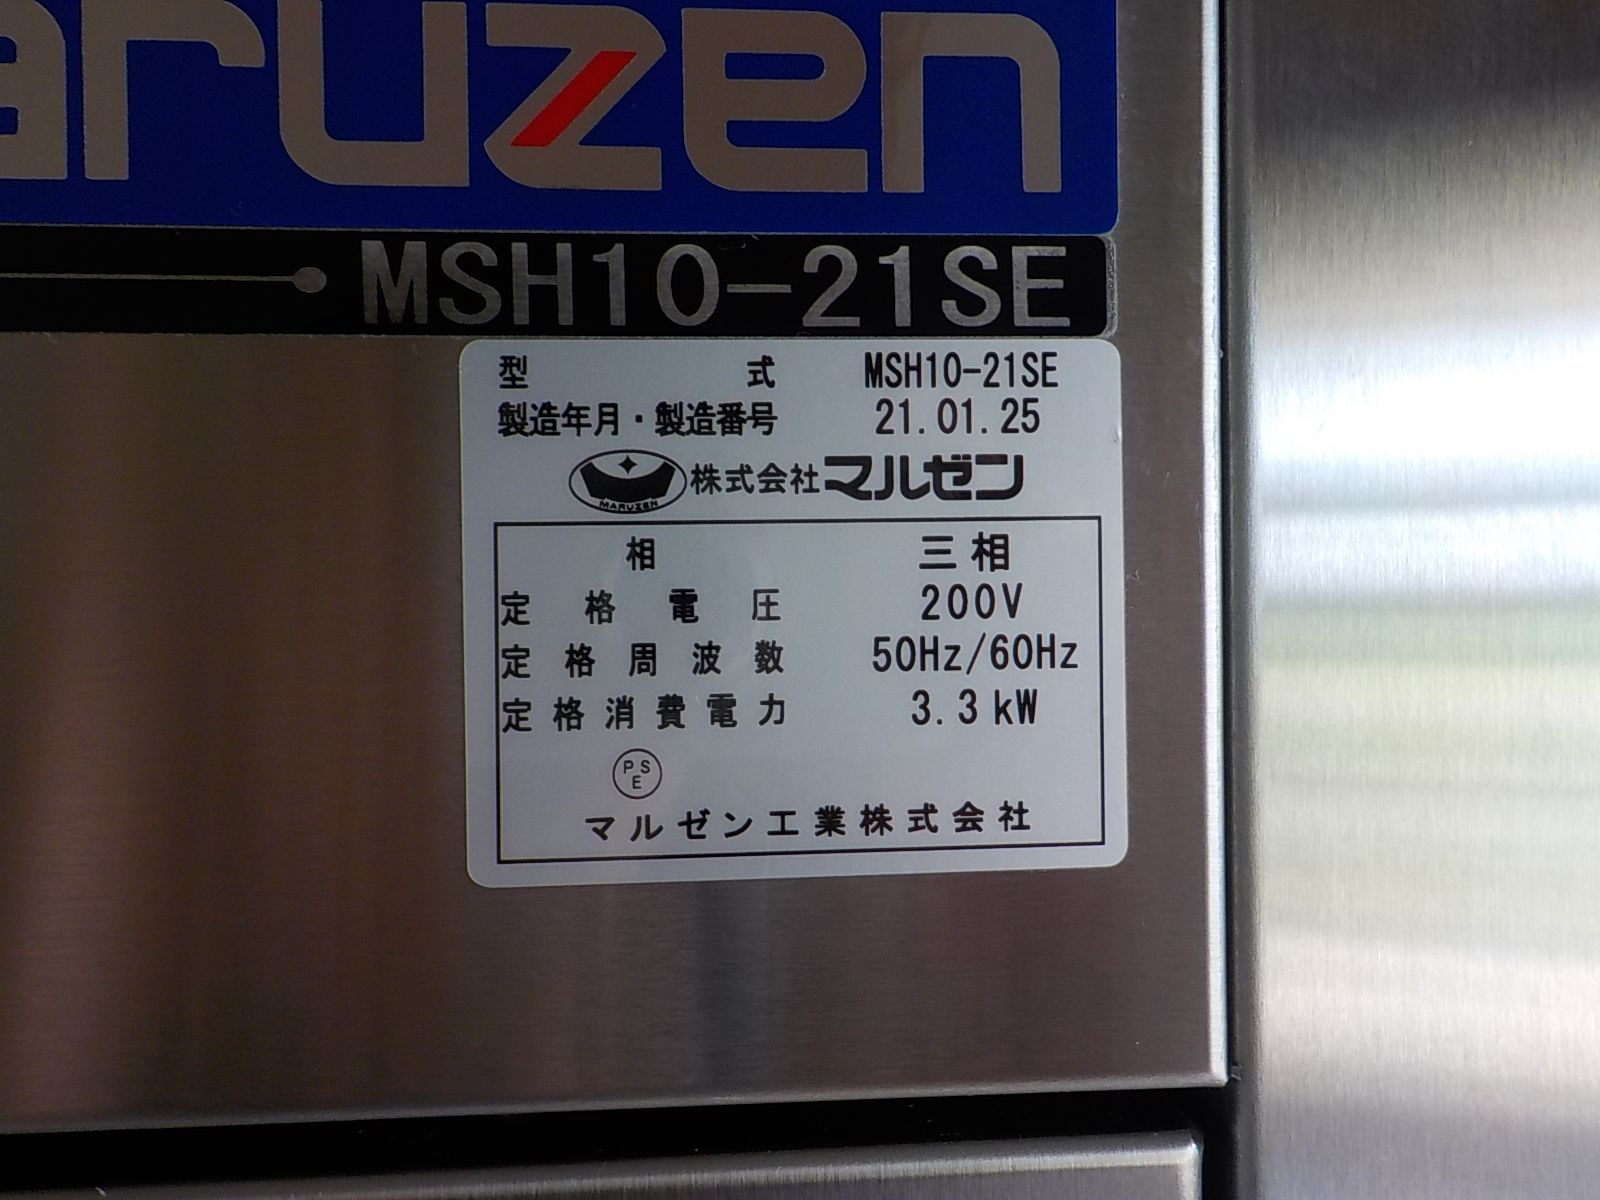 aruzen
MSH10-21SE
型式 MSH10-21SE
製造年月・製造番号 21.01.25
MARUZEN 株式会社マルゼン
相 三相
定格電圧 200V
定格周波数 50Hz/60Hz
定格消費電力 3.3kW
PSE
マルゼン工業株式会社